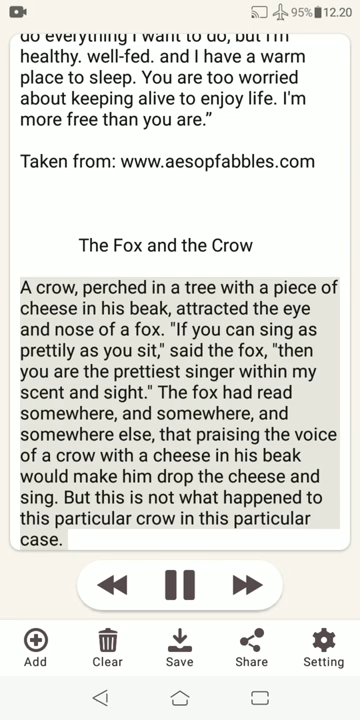 95% 12.20
do everything I want to do, but I'm
healthy. well-fed. and I have a warm
place to sleep. You are too worried
about keeping alive to enjoy life. I'm
more free than you are.”
Taken from: www.aesopfabbles.com
The Fox and the Crow
A crow, perched in a tree with a piece of
cheese in his beak, attracted the eye
and nose of a fox. "If you can sing as
prettily as you sit," said the fox, "then
you are the prettiest singer within my
scent and sight." The fox had read
somewhere, and somewhere, and
somewhere else, that praising the voice
of a crow with a cheese in his beak
would make him drop the cheese and
sing. But this is not what happened to
this particular crow in this particular
case.
Add Clear Save Share Setting